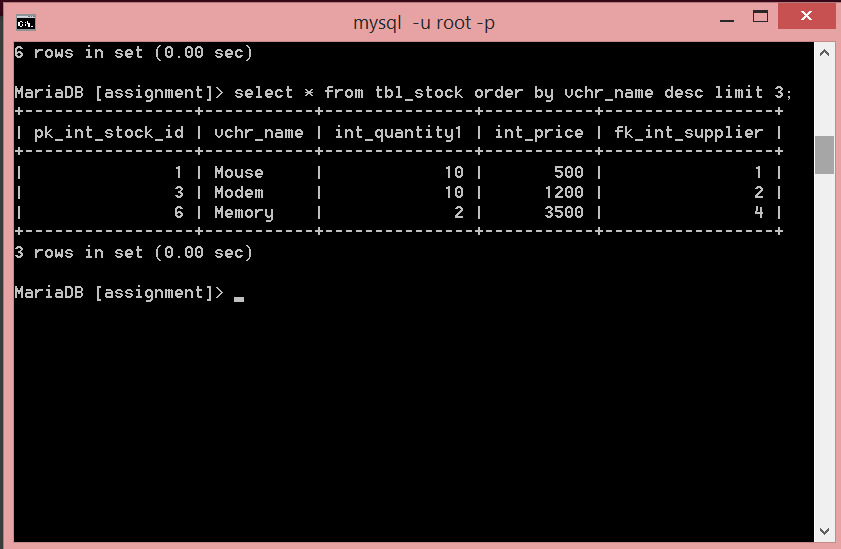 mysql  -u root -p
6 rows in set (0.00 sec)
MariaDB [assignment]> select * from tbl_stock order by vchr_name desc limit 3;
+-----------------+-----------+---------------+-----------+-----------------+
| pk_int_stock_id | vchr_name | int_quantity1 | int_price | fk_int_supplier |
+-----------------+-----------+---------------+-----------+-----------------+
|               1 | Mouse     |            10 |       500 |               1 |
|               3 | Modem     |            10 |      1200 |               2 |
|               6 | Memory    |             2 |      3500 |               4 |
+-----------------+-----------+---------------+-----------+-----------------+
3 rows in set (0.00 sec)
MariaDB [assignment]> _